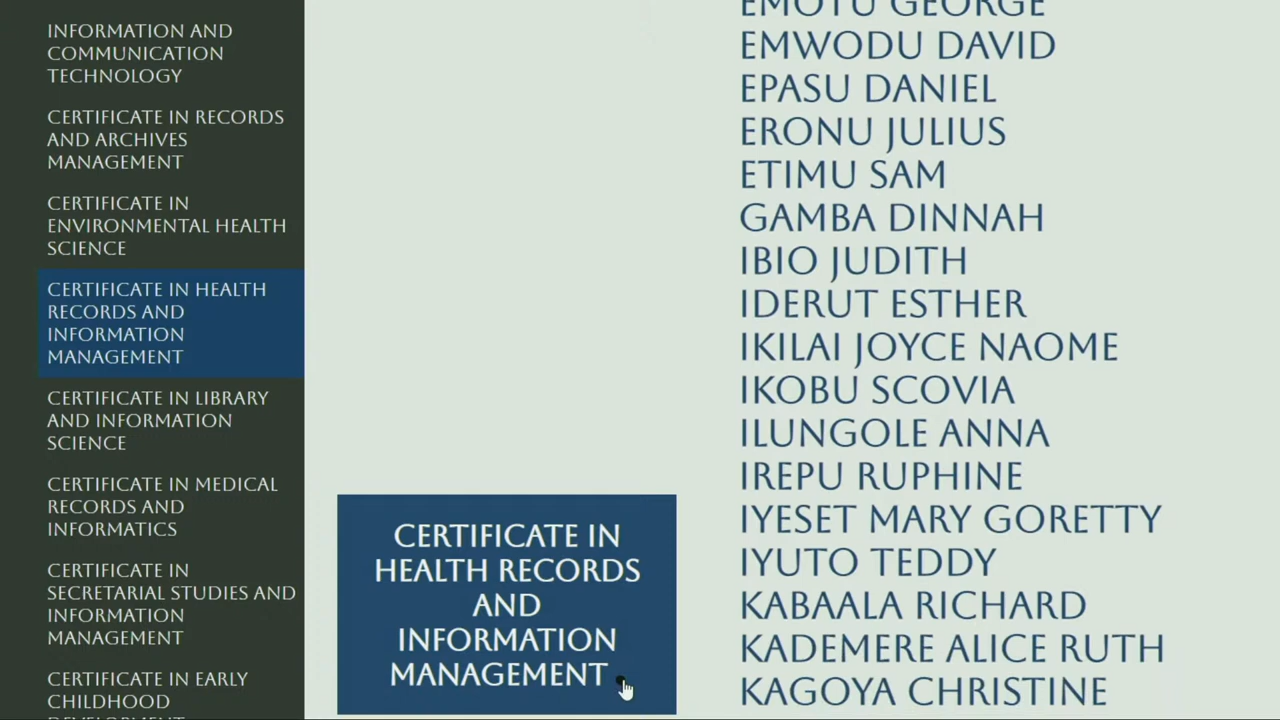 INFORMATION AND
COMMUNICATION
TECHNOLOGY
CERTIFICATE IN RECORDS
AND ARCHIVES
MANAGEMENT
CERTIFICATE IN
ENVIRONMENTAL HEALTH
SCIENCE
CERTIFICATE IN HEALTH
RECORDS AND
INFORMATION
MANAGEMENT
CERTIFICATE IN LIBRARY
AND INFORMATION
SCIENCE
CERTIFICATE IN MEDICAL
RECORDS AND
INFORMATICS
CERTIFICATE IN
SECRETARIAL STUDIES AND
INFORMATION
MANAGEMENT
CERTIFICATE IN EARLY
CHILDHOOD
DEVELOPMENT
CERTIFICATE IN
HEALTH RECORDS
AND
INFORMATION
MANAGEMENT
EMOTU GEORGE
EMWODU DAVID
EPASU DANIEL
ERONU JULIUS
ETIMU SAM
GAMBA DINNAH
IBIO JUDITH
IDERUT ESTHER
IKILAI JOYCE NAOME
IKOBU SCOVIA
ILUNGOLE ANNA
IREPU RUPHINE
IYESET MARY GORETTY
IYUTO TEDDY
KABAALA RICHARD
KADEMERE ALICE RUTH
KAGOYA CHRISTINE